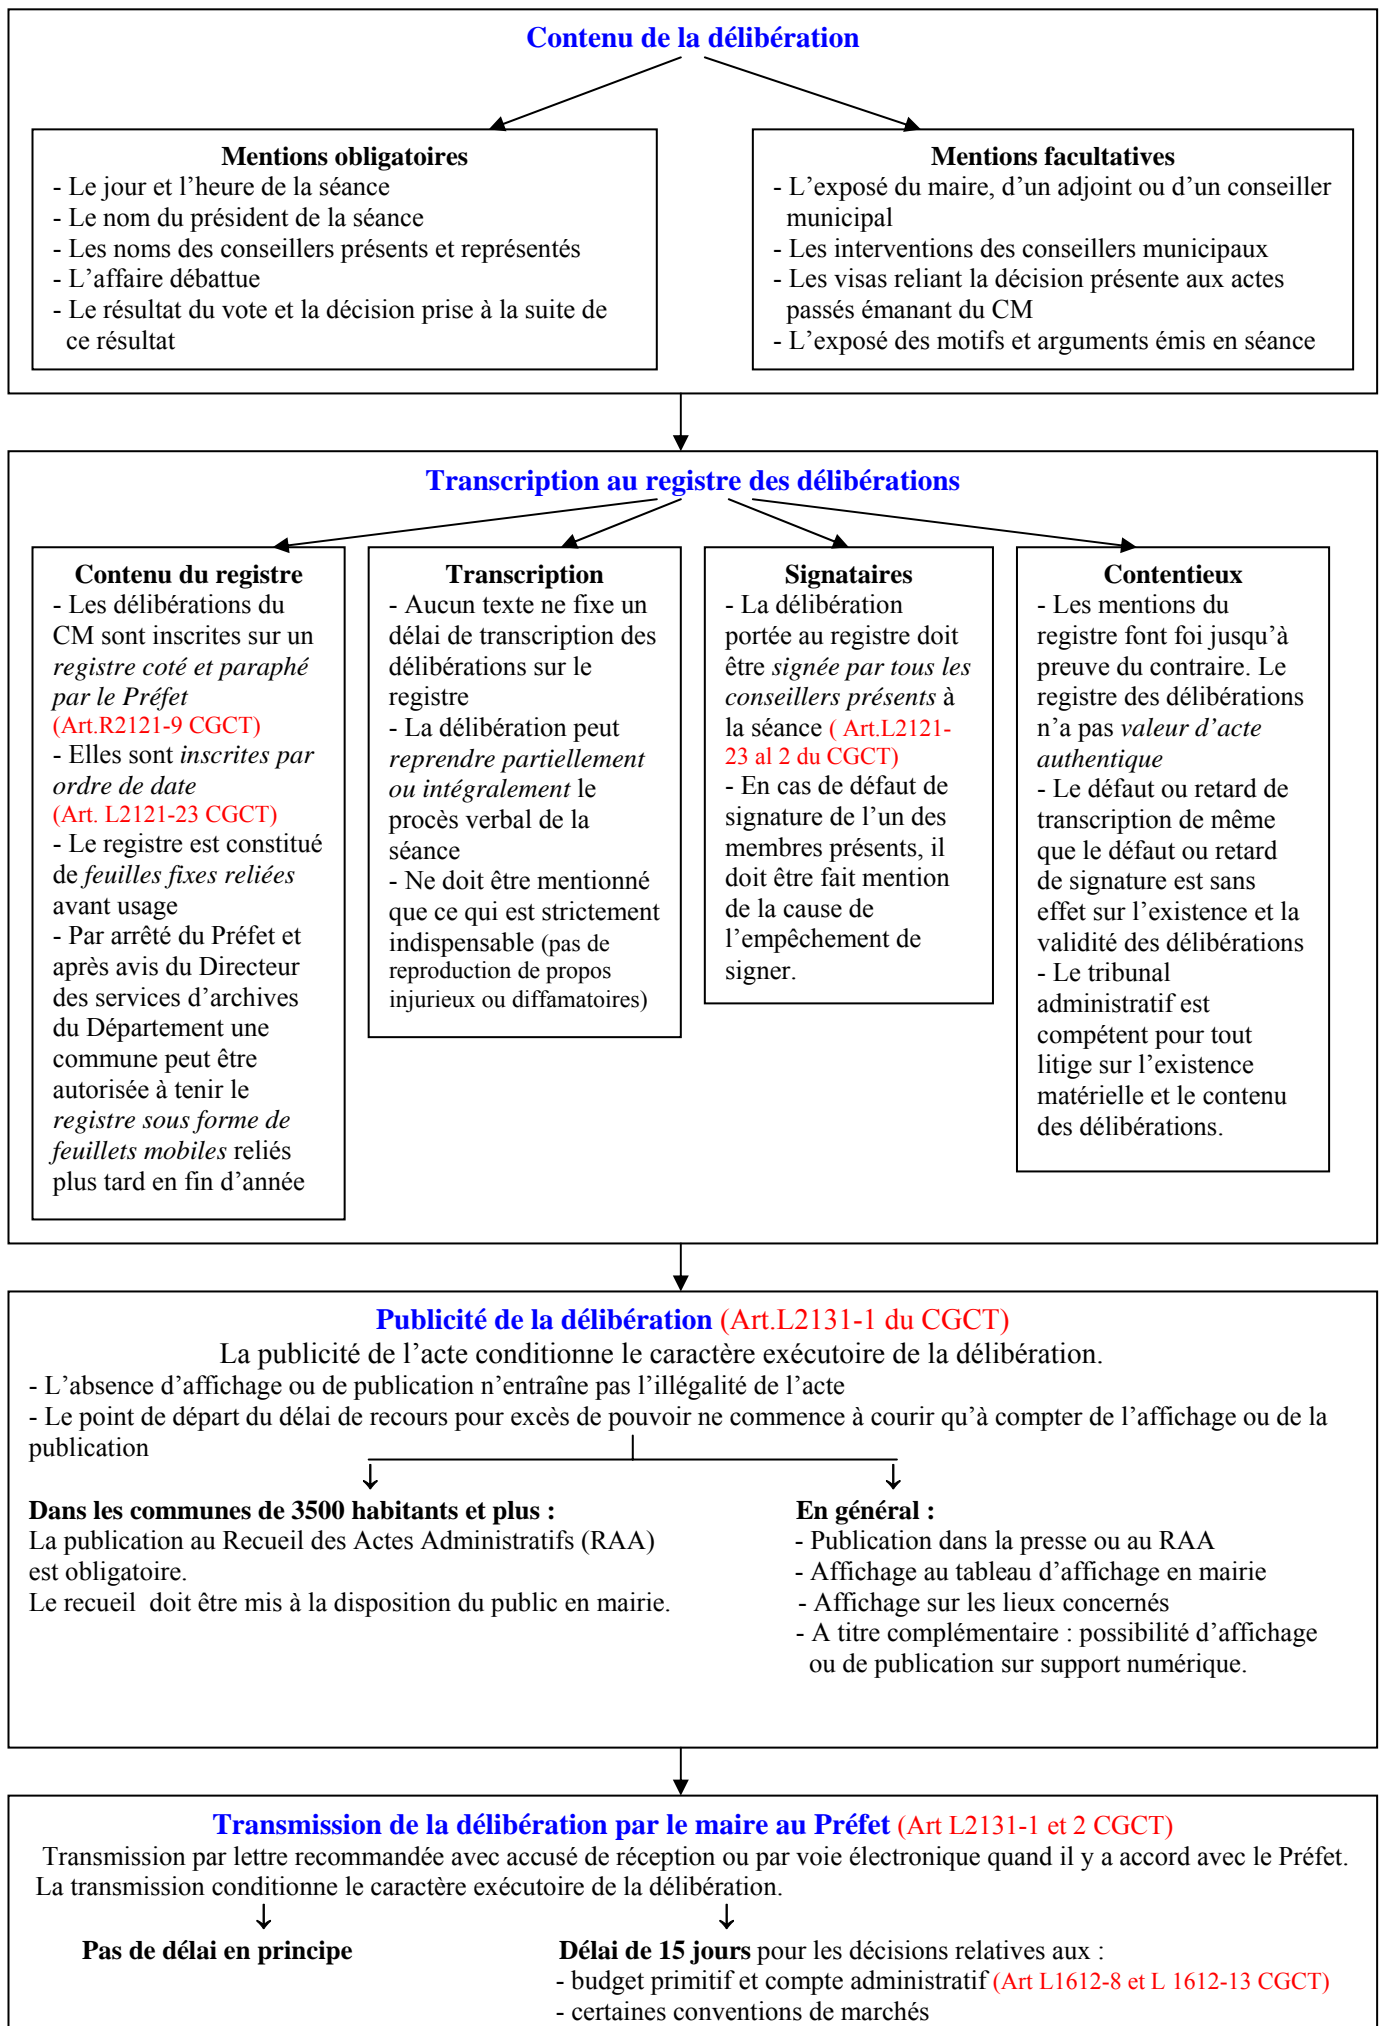 Contenu de la délibération
Mentions obligatoires
- Le jour et l’heure de la séance
- Le nom du président de la séance
- Les noms des conseillers présents et représentés
- L’affaire débattue
- Le résultat du vote et la décision prise à la suite de
ce résultat
Mentions facultatives
- L’exposé du maire, d’un adjoint ou d’un conseiller
municipal
- Les interventions des conseillers municipaux
- Les visas reliant la décision présente aux actes
passés émanant du CM
- L’exposé des motifs et arguments émis en séance
Transcription au registre des délibérations
Contenu du registre
- Les délibérations du
CM sont inscrites sur un
registre coté et paraphé
par le Préfet
(Art.R2121-9 CGCT)
- Elles sont inscrites par
ordre de date
(Art. L2121-23 CGCT)
- Le registre est constitué
de feuilles fixes reliées
avant usage
- Par arrêté du Préfet et
après avis du Directeur
des services d’archives
du Département une
commune peut être
autorisée à tenir le
registre sous forme de
feuillets mobiles reliés
plus tard en fin d’année
Transcription
- Aucun texte ne fixe un
délai de transcription des
délibérations sur le
registre
- La délibération peut
reprendre partiellement
ou intégralement le
procès verbal de la
séance
- Ne doit être mentionné
que ce qui est strictement
indispensable (pas de
reproduction de propos
injurieux ou diffamatoires)
Signataires
- La délibération
portée au registre doit
être signée par tous les
conseillers présents à
la séance ( Art.L2121-
23 al 2 du CGCT)
- En cas de défaut de
signature de l’un des
membres présents, il
doit être fait mention
de la cause de
l’empêchement de
signer.
Contentieux
- Les mentions du
registre font foi jusqu’à
preuve du contraire. Le
registre des délibérations
n’a pas valeur d’acte
authentique
- Le défaut ou retard de
transcription de même
que le défaut ou retard
de signature est sans
effet sur l’existence et la
validité des délibérations
- Le tribunal
administratif est
compétent pour tout
litige sur l’existence
matérielle et le contenu
des délibérations.
Publicité de la délibération (Art.L2131-1 du CGCT)
La publicité de l’acte conditionne le caractère exécutoire de la délibération.
- L’absence d’affichage ou de publication n’entraîne pas l’illégalité de l’acte
- Le point de départ du délai de recours pour excès de pouvoir ne commence à courir qu’à compter de l’affichage ou de la
publication
Dans les communes de 3500 habitants et plus :
La publication au Recueil des Actes Administratifs (RAA)
est obligatoire.
Le recueil doit être mis à la disposition du public en mairie.
En général :
- Publication dans la presse ou au RAA
- Affichage au tableau d’affichage en mairie
- Affichage sur les lieux concernés
- A titre complémentaire : possibilité d’affichage
ou de publication sur support numérique.
Transmission de la délibération par le maire au Préfet (Art L2131-1 et 2 CGCT)
Transmission par lettre recommandée avec accusé de réception ou par voie électronique quand il y a accord avec le Préfet.
La transmission conditionne le caractère exécutoire de la délibération.
Pas de délai en principe
Délai de 15 jours pour les décisions relatives aux :
- budget primitif et compte administratif (Art L1612-8 et L 1612-13 CGCT)
- certaines conventions de marchés